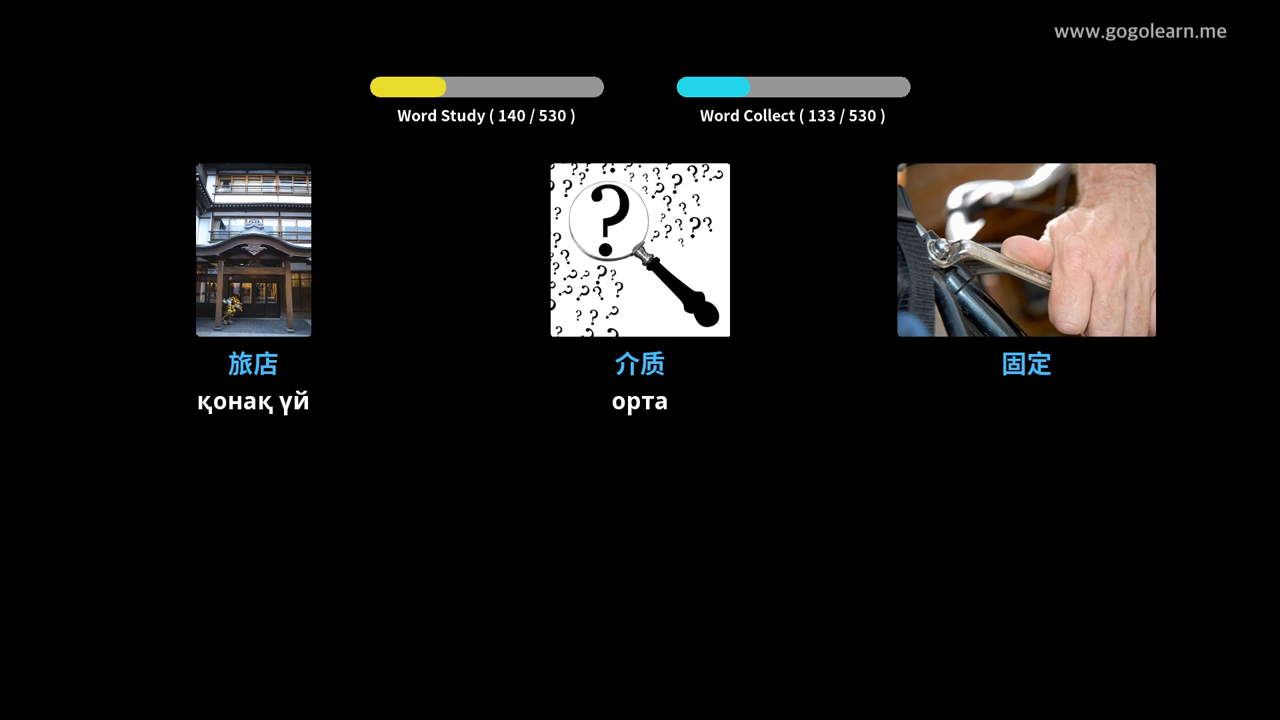 www.gogolearn.me
Word Study ( 140 / 530 )
Word Collect ( 133 / 530 )
旅店
介质
固定
қонақ үй
орта